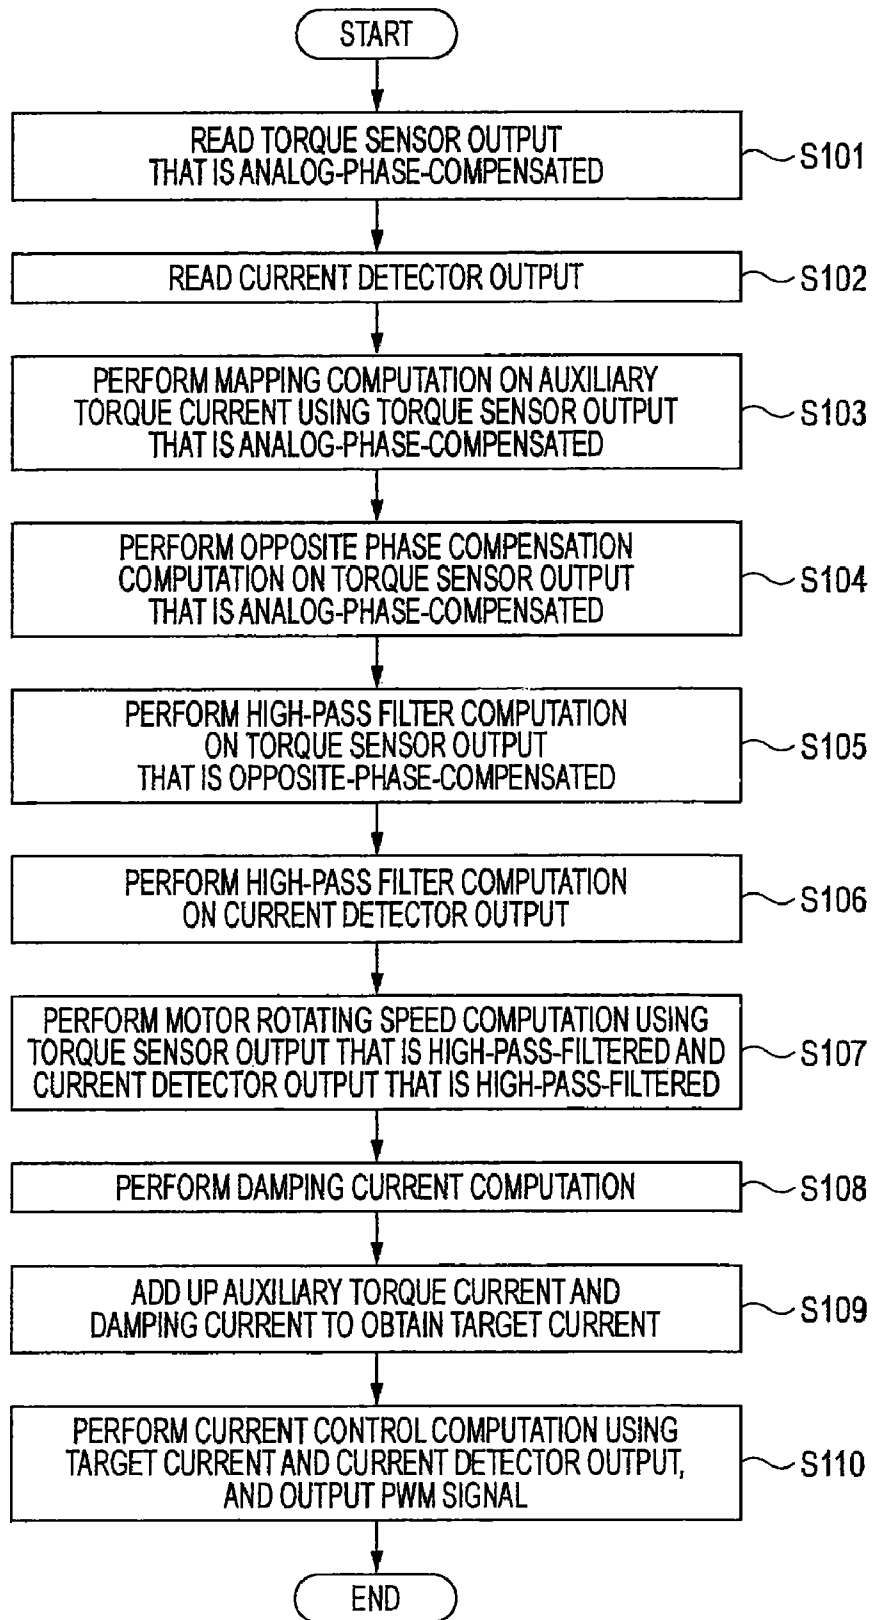 START
READ TORQUE SENSOR OUTPUT
THAT IS ANALOG-PHASE-COMPENSATED
S101
READ CURRENT DETECTOR OUTPUT
S102
PERFORM MAPPING COMPUTATION ON AUXILIARY
TORQUE CURRENT USING TORQUE SENSOR OUTPUT
THAT IS ANALOG-PHASE-COMPENSATED
S103
PERFORM OPPOSITE PHASE COMPENSATION
COMPUTATION ON TORQUE SENSOR OUTPUT
THAT IS ANALOG-PHASE-COMPENSATED
S104
PERFORM HIGH-PASS FILTER COMPUTATION
ON TORQUE SENSOR OUTPUT
THAT IS OPPOSITE-PHASE-COMPENSATED
S105
PERFORM HIGH-PASS FILTER COMPUTATION
ON CURRENT DETECTOR OUTPUT
S106
PERFORM MOTOR ROTATING SPEED COMPUTATION USING
TORQUE SENSOR OUTPUT THAT IS HIGH-PASS-FILTERED AND
CURRENT DETECTOR OUTPUT THAT IS HIGH-PASS-FILTERED
S107
PERFORM DAMPING CURRENT COMPUTATION
S108
ADD UP AUXILIARY TORQUE CURRENT AND
DAMPING CURRENT TO OBTAIN TARGET CURRENT
S109
PERFORM CURRENT CONTROL COMPUTATION USING
TARGET CURRENT AND CURRENT DETECTOR OUTPUT,
AND OUTPUT PWM SIGNAL
S110
END